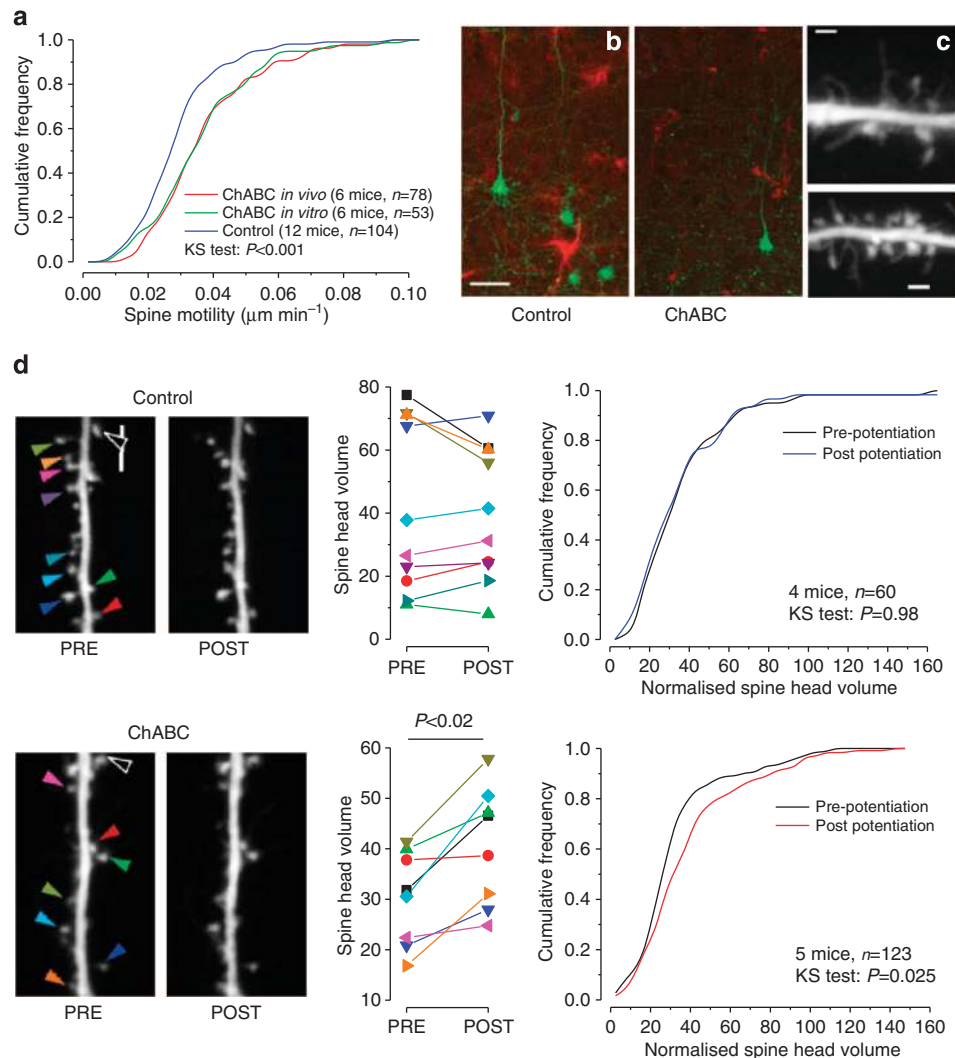 a
1.0
0.8
0.6
0.4
0.2
0.0
Cumulative frequency
ChABC in vivo (6 mice, n=78)
ChABC in vitro (6 mice, n=53)
Control (12 mice, n=104)
KS test: P<0.001
0.00 0.02 0.04 0.06 0.08 0.10
Spine motility (μm min⁻¹)
b
Control
ChABC
c
d
Control
PRE
POST
80
60
40
20
0
Spine head volume
PRE
POST
1.0
0.8
0.6
0.4
0.2
0.0
Cumulative frequency
Pre-potentiation
Post potentiation
4 mice, n=60
KS test: P=0.98
0 20 40 60 80 100 120 140 160
Normalised spine head volume
ChABC
PRE
POST
P<0.02
60
50
40
30
20
10
Spine head volume
PRE
POST
1.0
0.8
0.6
0.4
0.2
0.0
Cumulative frequency
Pre-potentiation
Post potentiation
5 mice, n=123
KS test: P=0.025
0 20 40 60 80 100 120 140 160
Normalised spine head volume